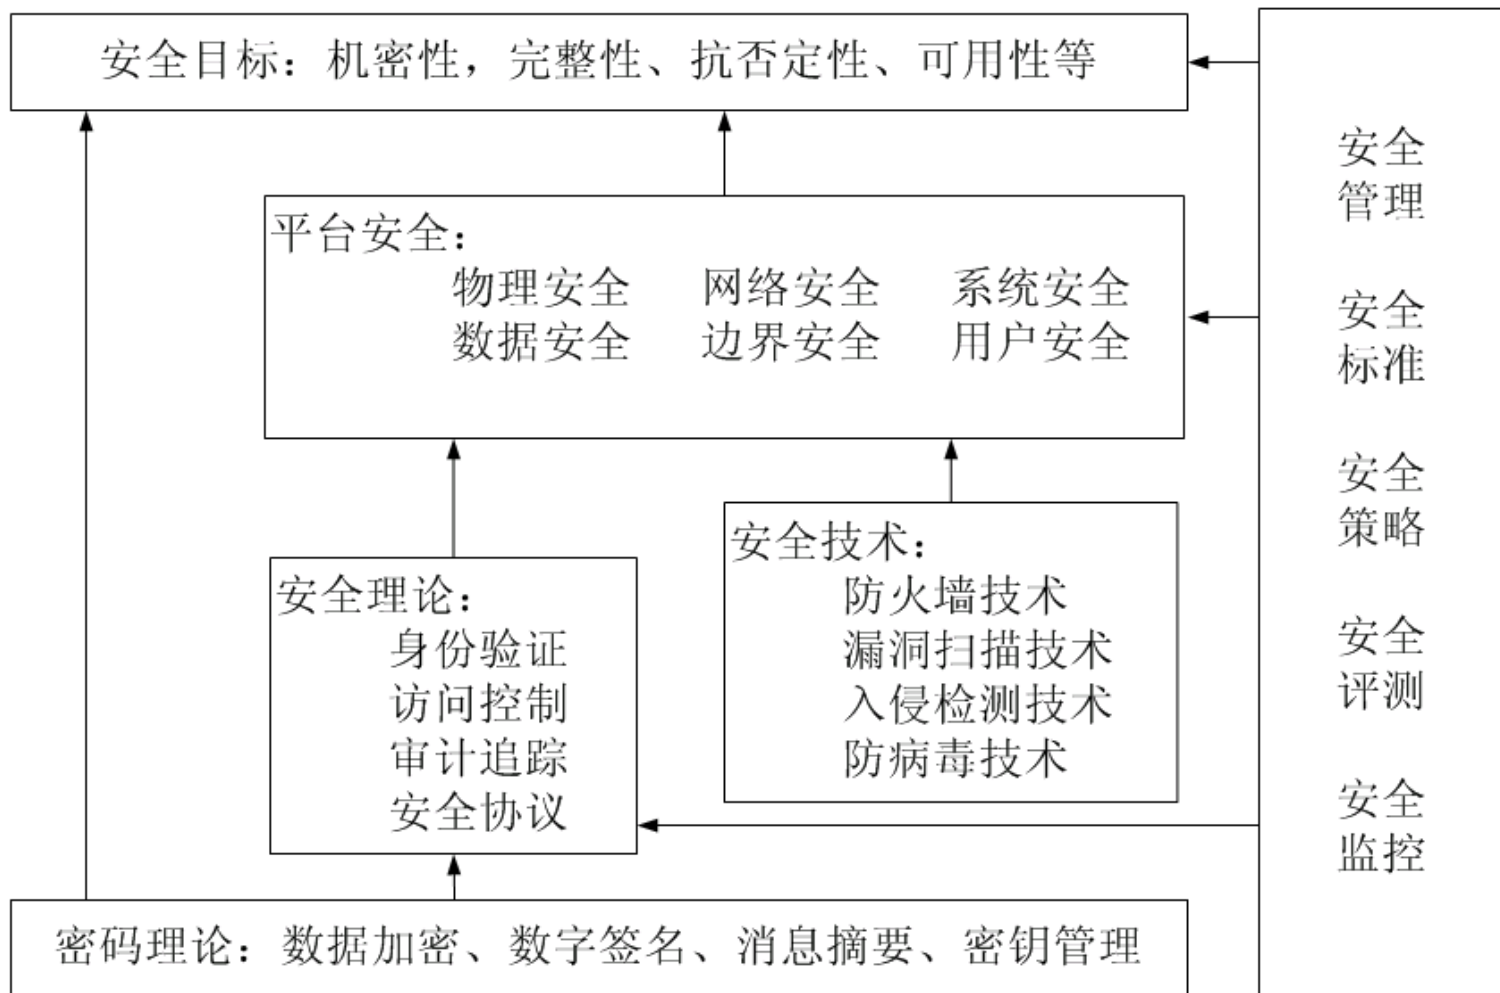 安全目标：机密性，完整性、抗否定性、可用性等
平台安全：
物理安全 网络安全 系统安全
数据安全 边界安全 用户安全
安全理论：
身份验证
访问控制
审计追踪
安全协议
安全技术：
防火墙技术
漏洞扫描技术
入侵检测技术
防病毒技术
密码理论：数据加密、数字签名、消息摘要、密钥管理
安全
管理
安全
标准
安全
策略
安全
评测
安全
监控